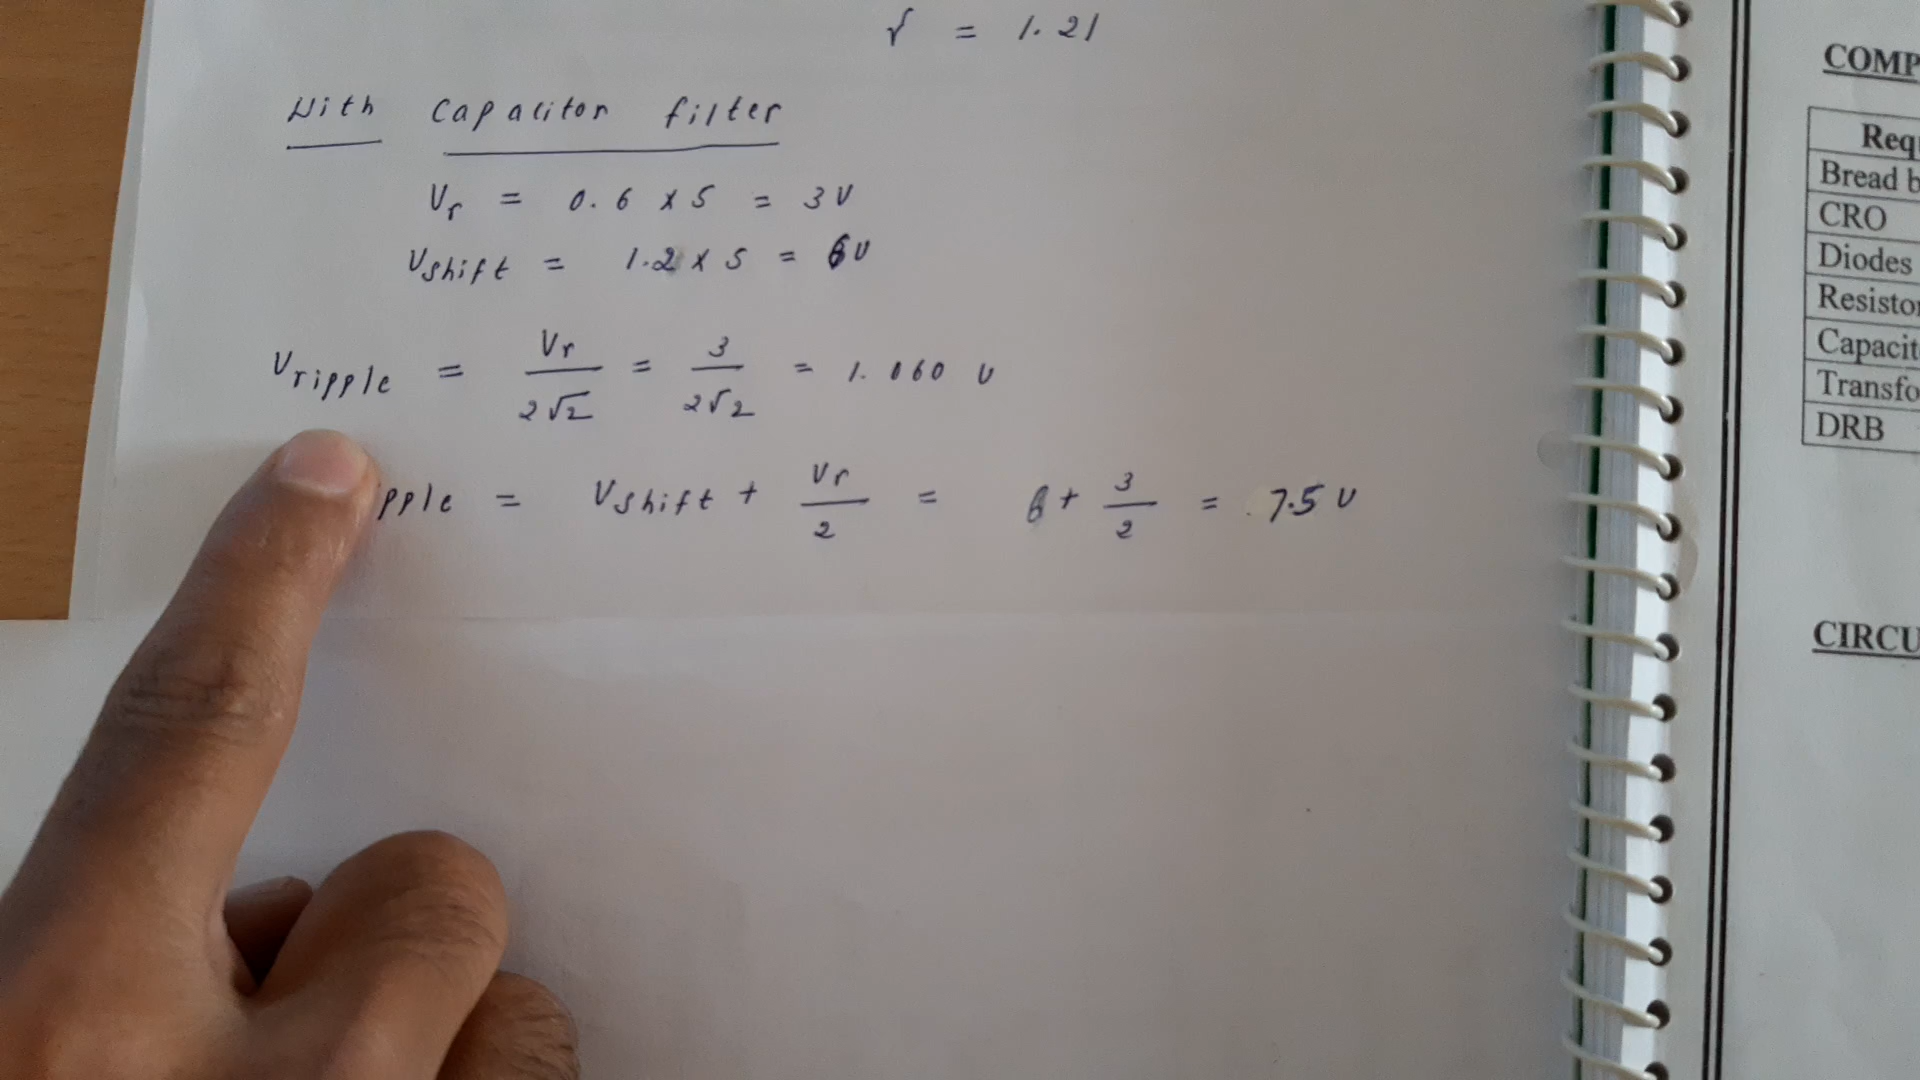 r = 1.21
With Capacitor filter
Vr = 0.6 x 5 = 3V
Vshift = 1.2 x 5 = 6V
Vripple = Vr/2√2 = 3/2√2 = 1.060 V
pple = Vshift + Vr/2 = 6 + 3/2 = 7.5 V
COMP
Req
Bread b
CRO
Diodes
Resistor
Capacit
Transfo
DRB
CIRCU